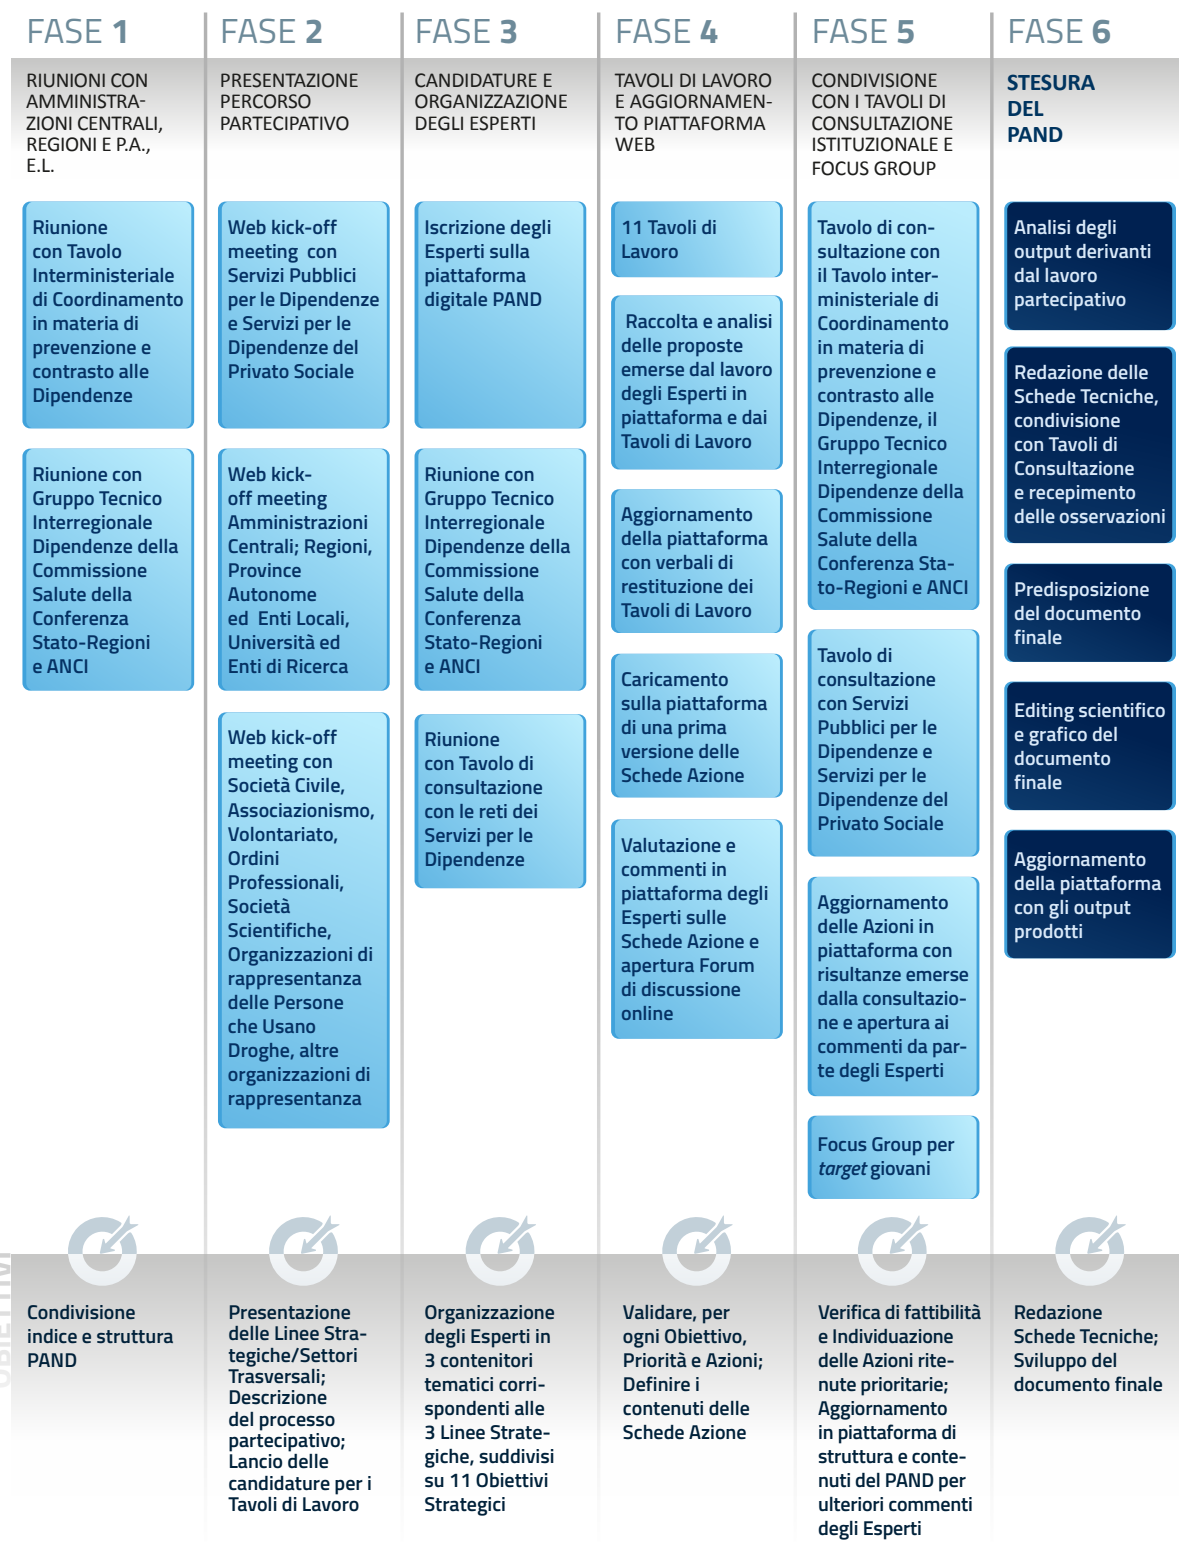 FASE 1
RIUNIONI CON
AMMINISTRA-
ZIONI CENTRALI,
REGIONI E P.A.,
E.L.
Riunione
con Tavolo
Interministeriale
di Coordinamento
in materia di
prevenzione e
contrasto alle
Dipendenze
Riunione con
Gruppo Tecnico
Interregionale
Dipendenze della
Commissione
Salute della
Conferenza
Stato-Regioni
e ANCI
FASE 2
PRESENTAZIONE
PERCORSO
PARTECIPATIVO
Web kick-off
meeting con
Servizi Pubblici
per le Dipendenze
e Servizi per le
Dipendenze del
Privato Sociale
Web kick-
off meeting
Amministrazioni
Centrali; Regioni,
Province
Autonome
ed Enti Locali,
Università ed
Enti di Ricerca
Web kick-off
meeting con
Società Civile,
Associazionismo,
Volontariato,
Ordini
Professionali,
Società
Scientifiche,
Organizzazioni di
rappresentanza
delle Persone
che Usano
Droghe, altre
organizzazioni di
rappresentanza
FASE 3
CANDIDATURE E
ORGANIZZAZIONE
DEGLI ESPERTI
Iscrizione degli
Esperti sulla
piattaforma
digitale PAND
Riunione con
Gruppo Tecnico
Interregionale
Dipendenze della
Commissione
Salute della
Conferenza
Stato-Regioni
e ANCI
Riunione
con Tavolo di
consultazione
con le reti dei
Servizi per le
Dipendenze
FASE 4
TAVOLI DI LAVORO
E AGGIORNAMEN-
TO PIATTAFORMA
WEB
11 Tavoli di
Lavoro
Raccolta e analisi
delle proposte
emerse dal lavoro
degli Esperti in
piattaforma e dai
Tavoli di Lavoro
Aggiornamento
della piattaforma
con verbali di
restituzione dei
Tavoli di Lavoro
Caricamento
sulla piattaforma
di una prima
versione delle
Schede Azione
Valutazione e
commenti in
piattaforma degli
Esperti sulle
Schede Azione e
apertura Forum
di discussione
online
FASE 5
CONDIVISIONE
CON I TAVOLI DI
CONSULTAZIONE
ISTITUZIONALE E
FOCUS GROUP
Tavolo di con-
sultazione con
il Tavolo inter-
ministeriale di
Coordinamento
in materia di
prevenzione e
contrasto alle
Dipendenze, il
Gruppo Tecnico
Interregionale
Dipendenze della
Commissione
Salute della
Conferenza Sta-
to-Regioni e ANCI
Tavolo di
consultazione
con Servizi
Pubblici per le
Dipendenze e
Servizi per le
Dipendenze del
Privato Sociale
Aggiornamento
delle Azioni in
piattaforma con
risultanze emerse
dalla consultazio-
ne e apertura ai
commenti da par-
te degli Esperti
Focus Group per
target giovani
FASE 6
STESURA
DEL
PAND
Analisi degli
output derivanti
dal lavoro
partecipativo
Redazione delle
Schede Tecniche,
condivisione
con Tavoli di
Consultazione
e recepimento
delle osservazioni
Predisposizione
del documento
finale
Editing scientifico
e grafico del
documento
finale
Aggiornamento
della piattaforma
con gli output
prodotti
OBIETTIVI
Condivisione
indice e struttura
PAND
Presentazione
delle Linee Stra-
tegiche/Settori
Trasversali;
Descrizione
del processo
partecipativo;
Lancio delle
candidature per i
Tavoli di Lavoro
Organizzazione
degli Esperti in
3 contenitori
tematici corri-
spondenti alle
3 Linee Strate-
giche, suddivisi
su 11 Obiettivi
Strategici
Validare, per
ogni Obiettivo,
Priorità e Azioni;
Definire i
contenuti delle
Schede Azione
Verifica di fattibilità
e Individuazione
delle Azioni rite-
nute prioritarie;
Aggiornamento
in piattaforma di
struttura e conte-
nuti del PAND per
ulteriori commenti
degli Esperti
Redazione
Schede Tecniche;
Sviluppo del
documento finale